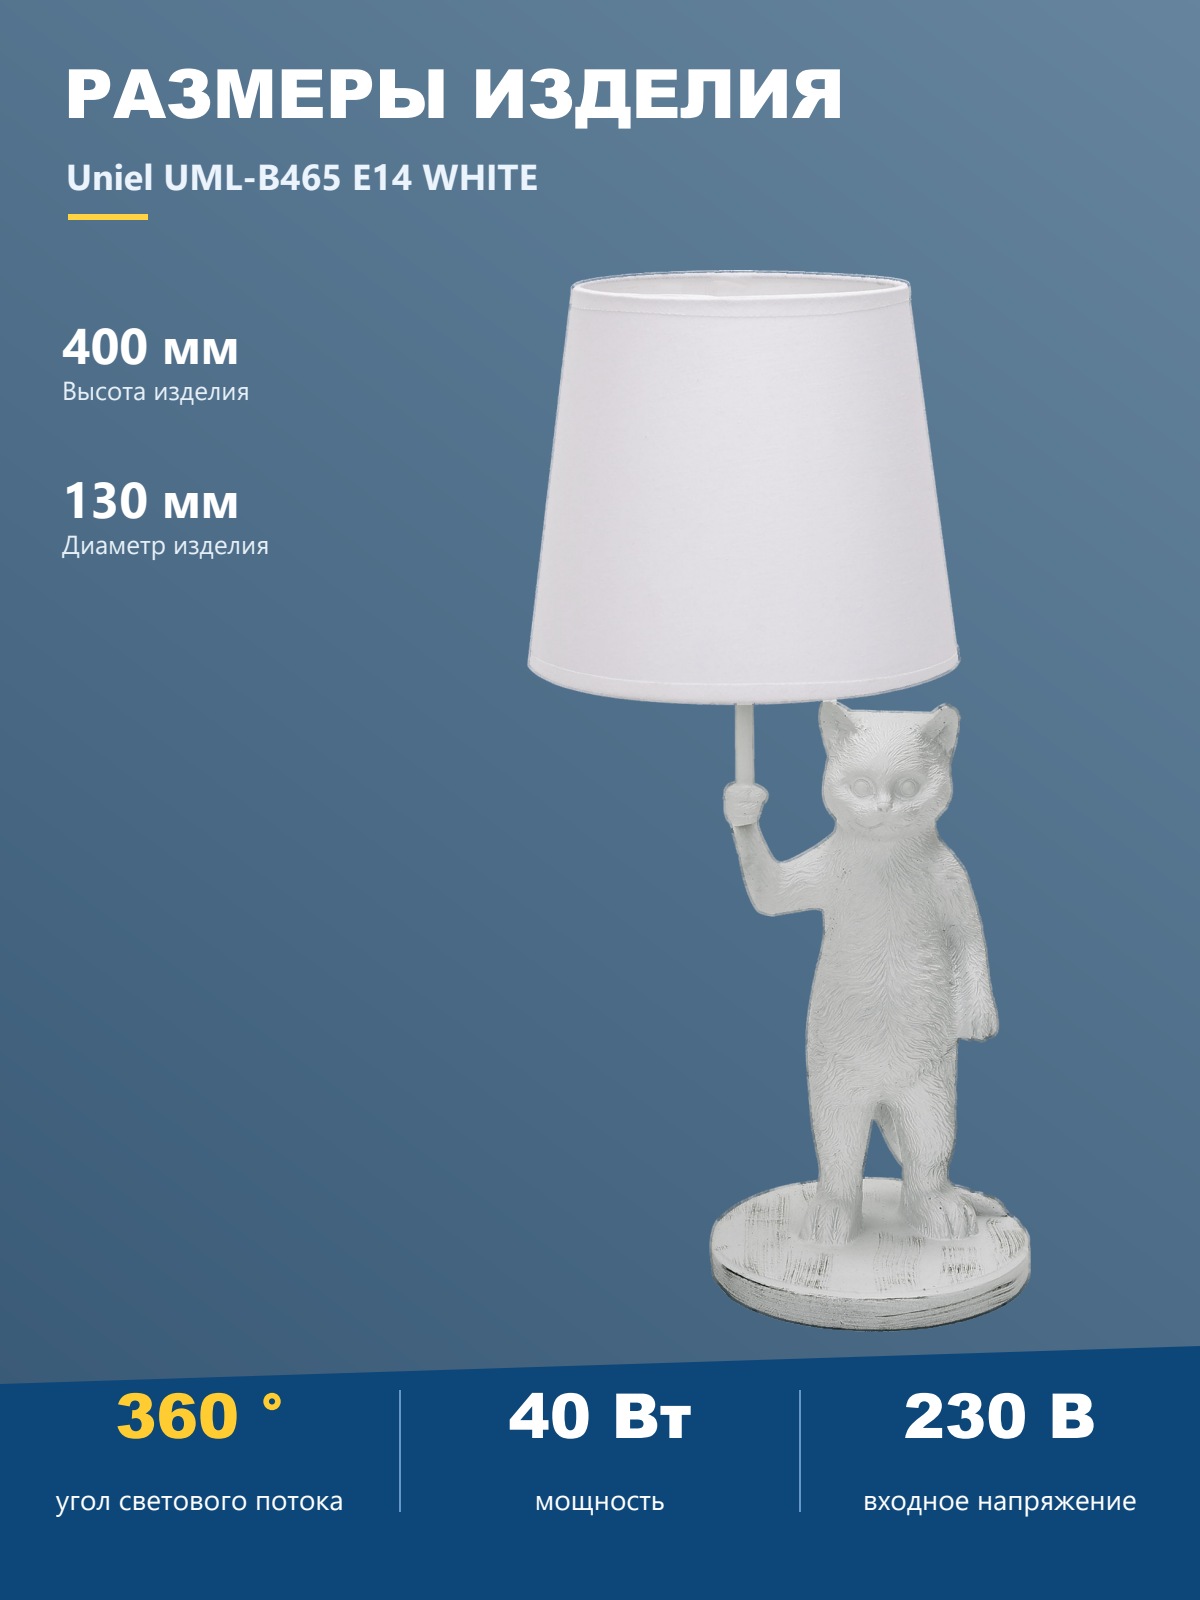 РАЗМЕРЫ ИЗДЕЛИЯ
Uniel UML-B465 E14 WHITE
400 мм
Высота изделия
130 мм
Диаметр изделия
360 °
угол светового потока
40 Вт
мощность
230 В
входное напряжение